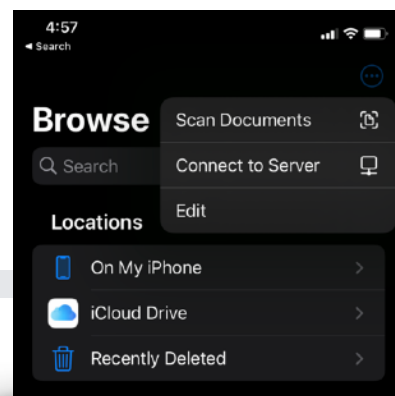 4:57
◀ Search
Browse
Scan Documents
Search
Connect to Server
Edit
Locations
On My iPhone
iCloud Drive
Recently Deleted